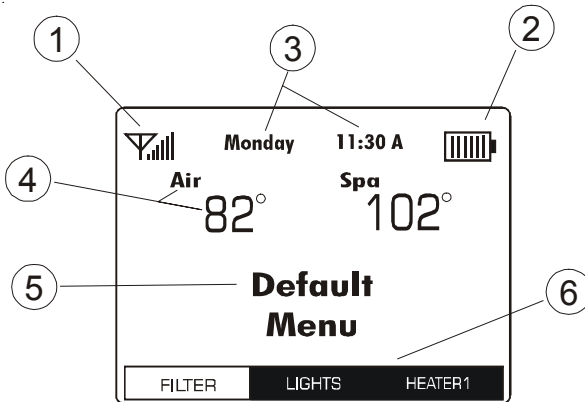 1
3
2
Monday 11:30 A
Air Spa
4
82° 102°
5
Default
Menu
6
FILTER LIGHTS HEATER1